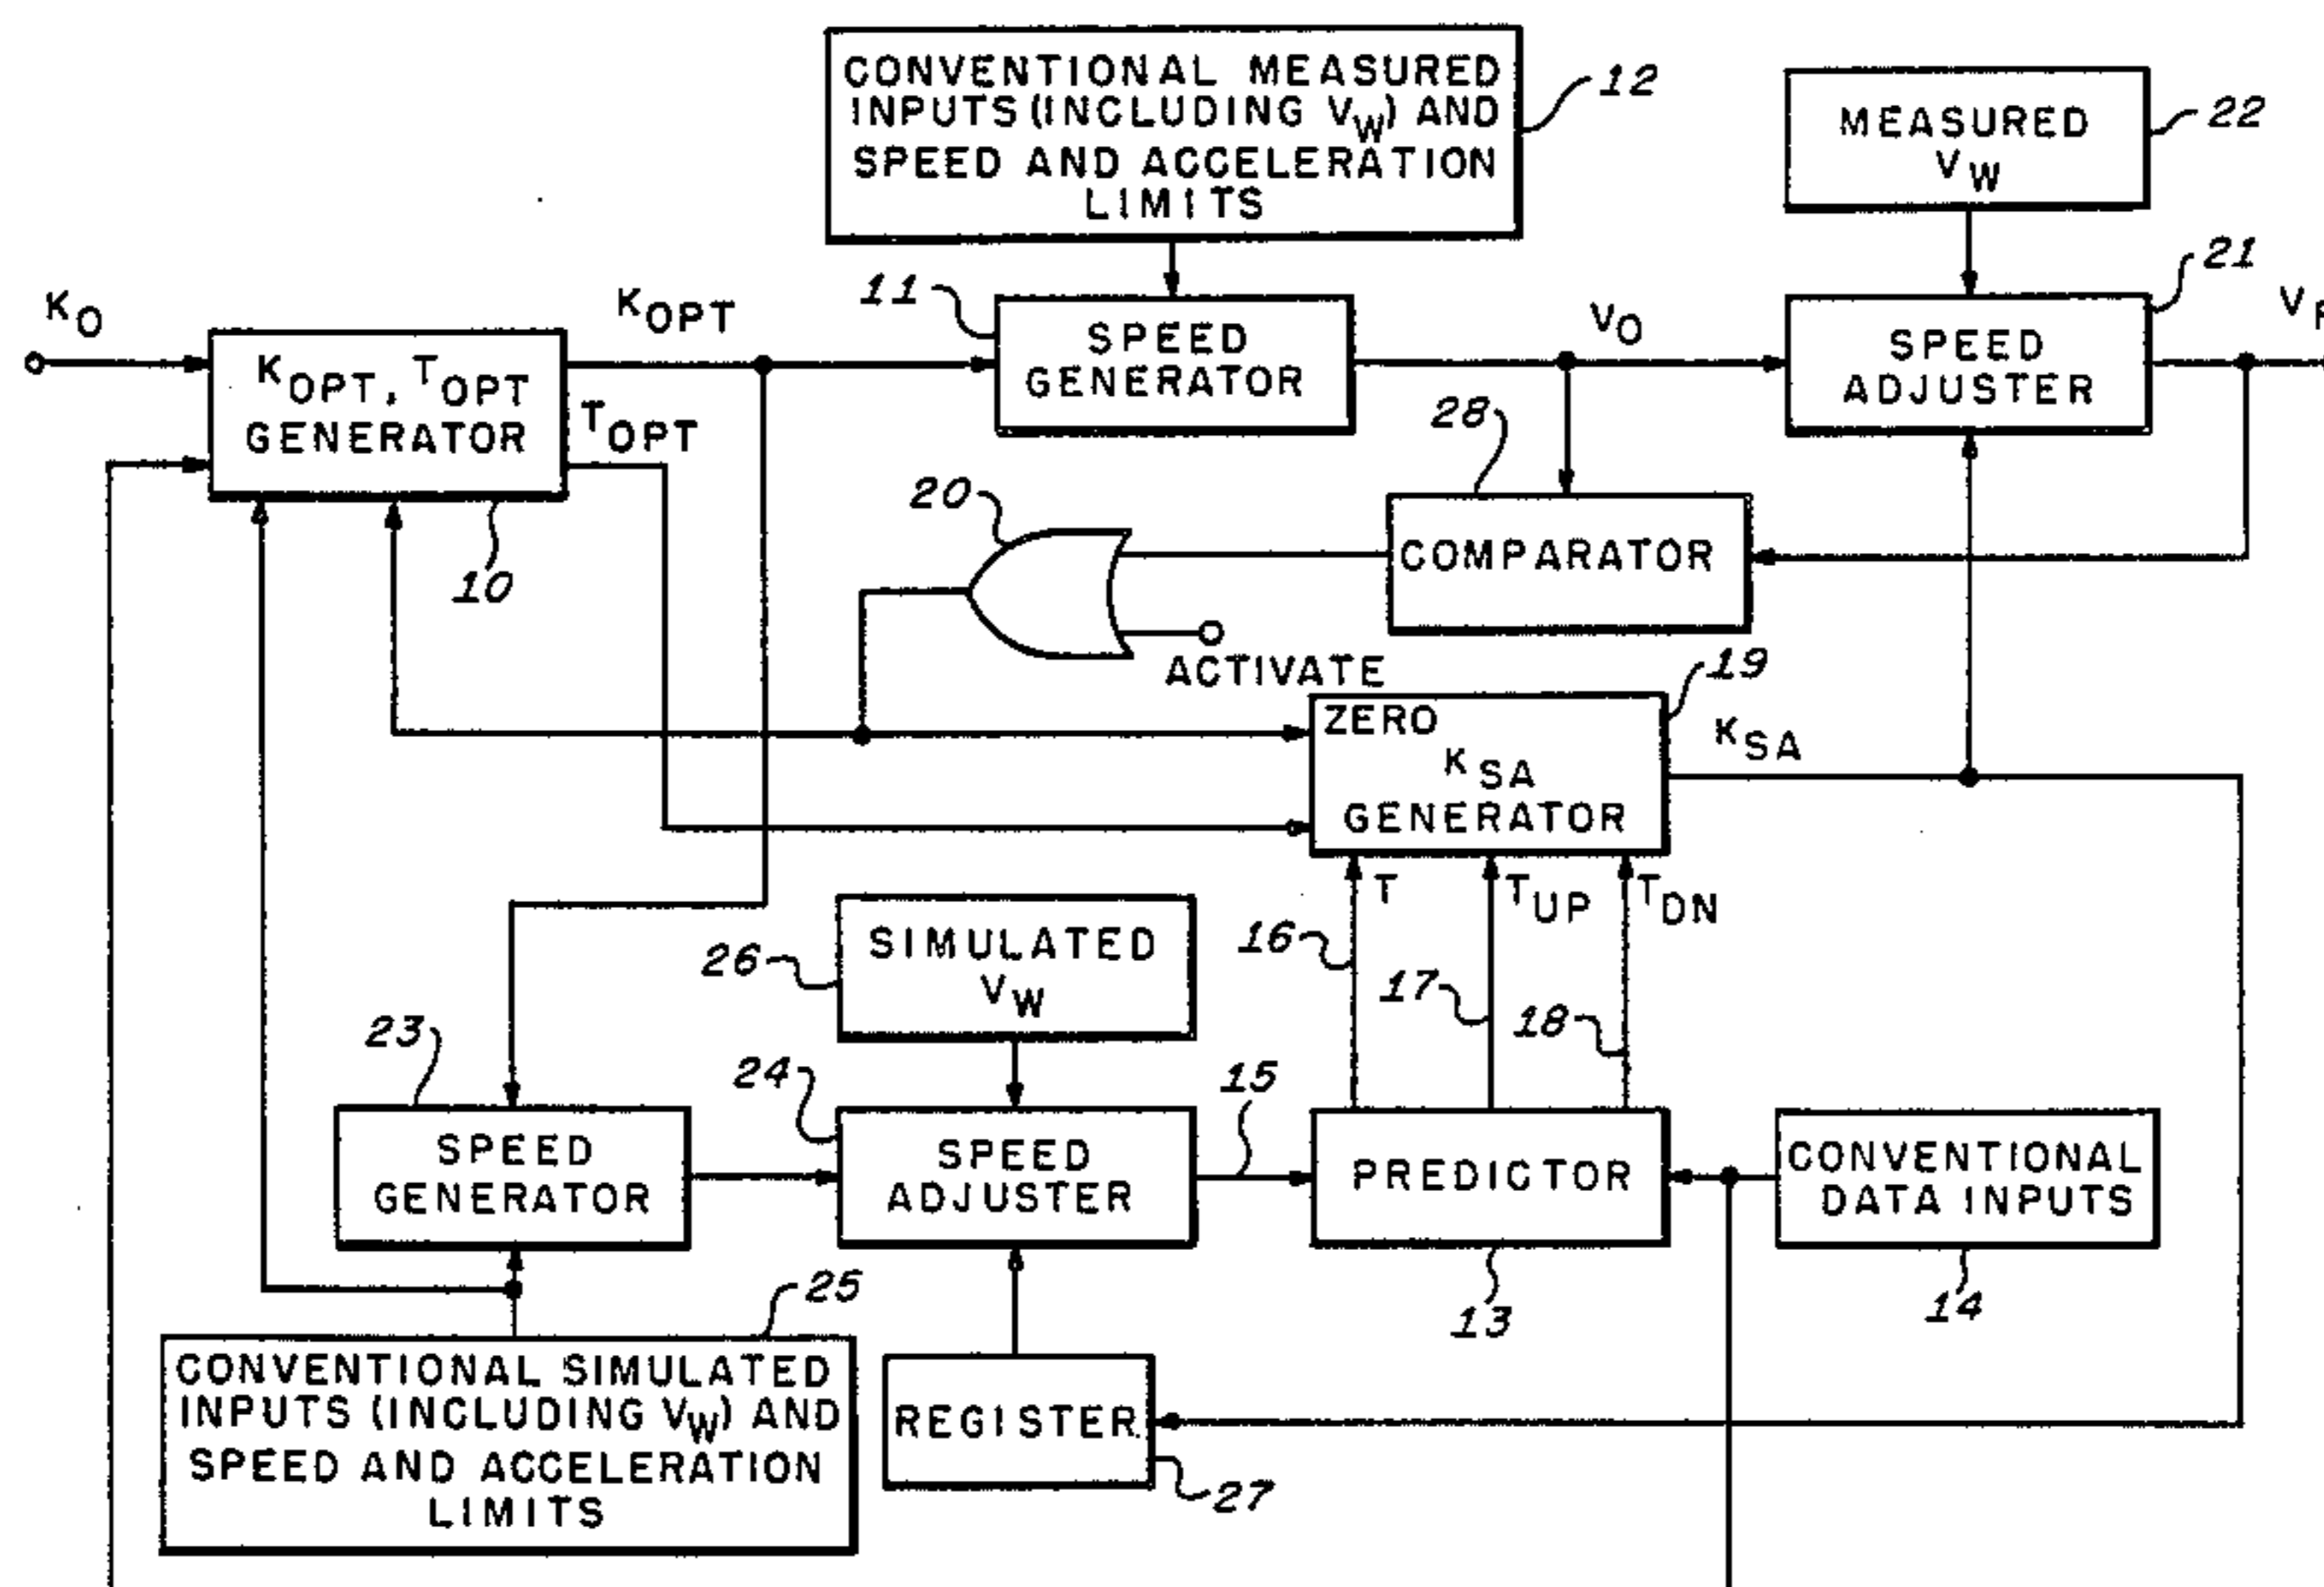 CONVENTIONAL MEASURED
INPUTS (INCLUDING VW) AND
SPEED AND ACCELERATION
LIMITS
12
MEASURED
VW
22
KO
KOPT, TOPT
GENERATOR
10
KOPT
TOPT
11
SPEED
GENERATOR
VO
SPEED
ADJUSTER
21
28
COMPARATOR
20
ACTIVATE
ZERO
KSA
GENERATOR
19
KSA
T
TUP
TDN
16
17
18
26
SIMULATED
VW
23
SPEED
GENERATOR
24
SPEED
ADJUSTER
15
PREDICTOR
13
CONVENTIONAL
DATA INPUTS
14
25
CONVENTIONAL SIMULATED
INPUTS (INCLUDING VW) AND
SPEED AND ACCELERATION
LIMITS
REGISTER
27